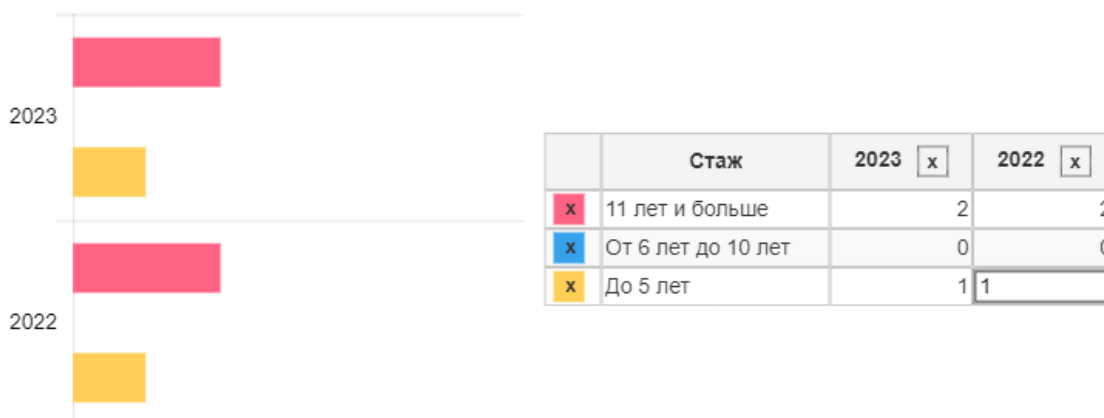 2023
2022
Стаж 2023 x 2022 x
x 11 лет и больше 2 2
x От 6 лет до 10 лет 0 0
x До 5 лет 1 1